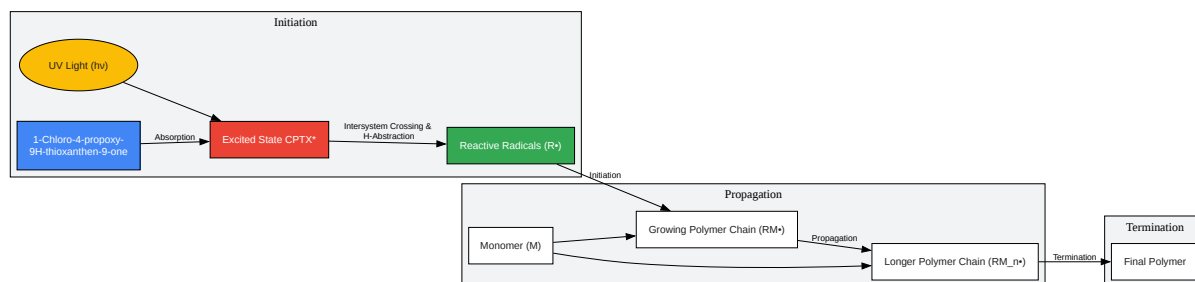 Initiation
UV Light (hν)
1-Chloro-4-propoxy-
9H-thioxanthen-9-one
Absorption
Excited State CPTX*
Intersystem Crossing &
H-Abstraction
Reactive Radicals (R•)
Initiation
Propagation
Monomer (M)
Growing Polymer Chain (RM•)
Propagation
Longer Polymer Chain (RM_n•)
Termination
Termination
Final Polymer